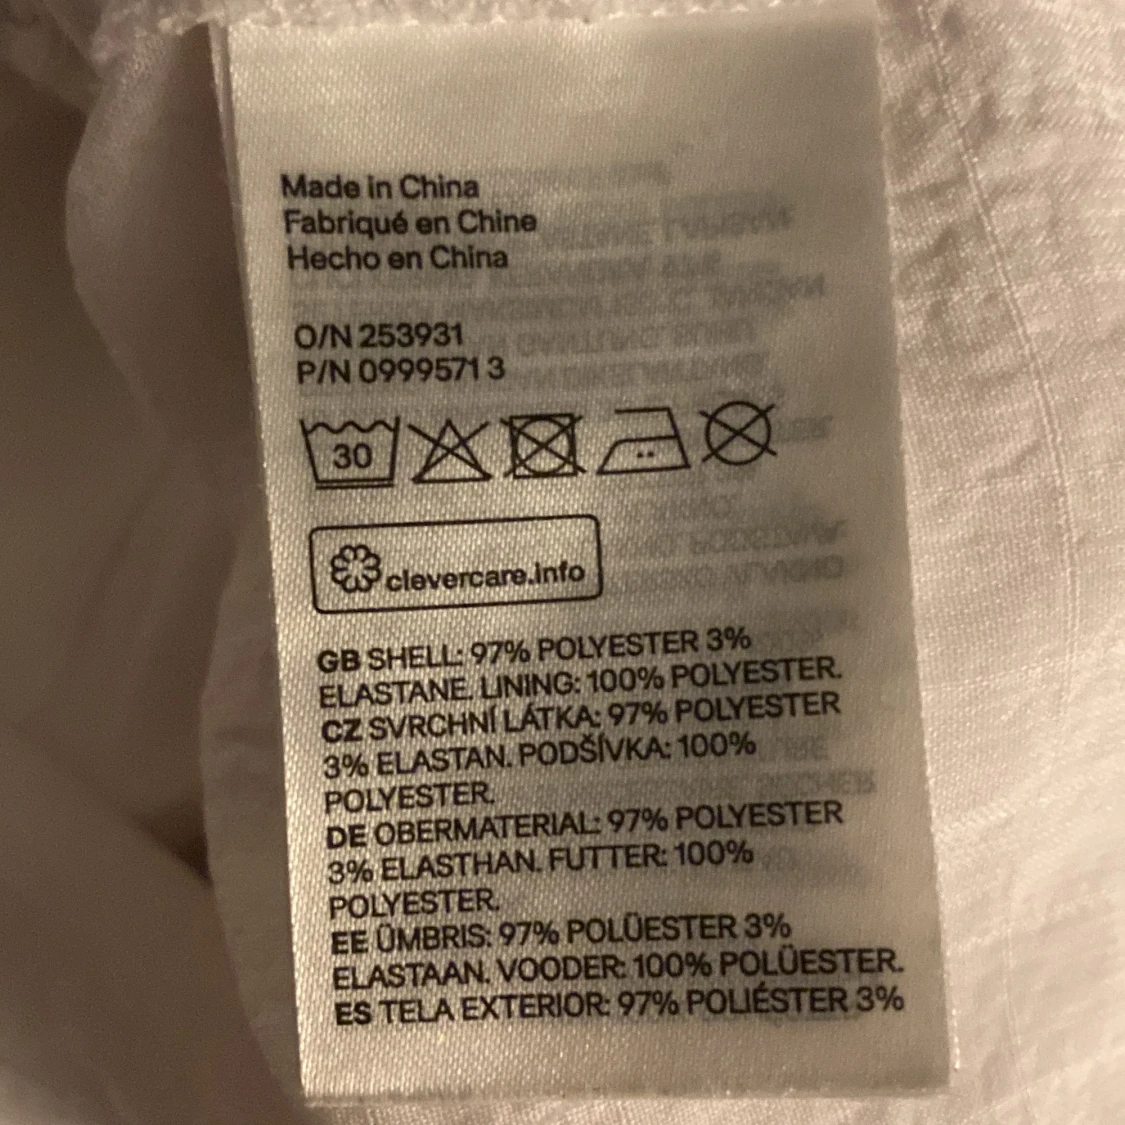 Made in China
Fabriqué en Chine
Hecho en China
O/N 253931
P/N 0999571 3
30
clevercare.info
GB SHELL: 97% POLYESTER 3%
ELASTANE. LINING: 100% POLYESTER.
CZ SVRCHNÍ LÁTKA: 97% POLYESTER
3% ELASTAN. PODŠÍVKA: 100%
POLYESTER.
DE OBERMATERIAL: 97% POLYESTER
3% ELASTHAN. FUTTER: 100%
POLYESTER.
EE ÜMBRIS: 97% POLÜESTER 3%
ELASTAAN. VOODER: 100% POLÜESTER.
ES TELA EXTERIOR: 97% POLIÉSTER 3%